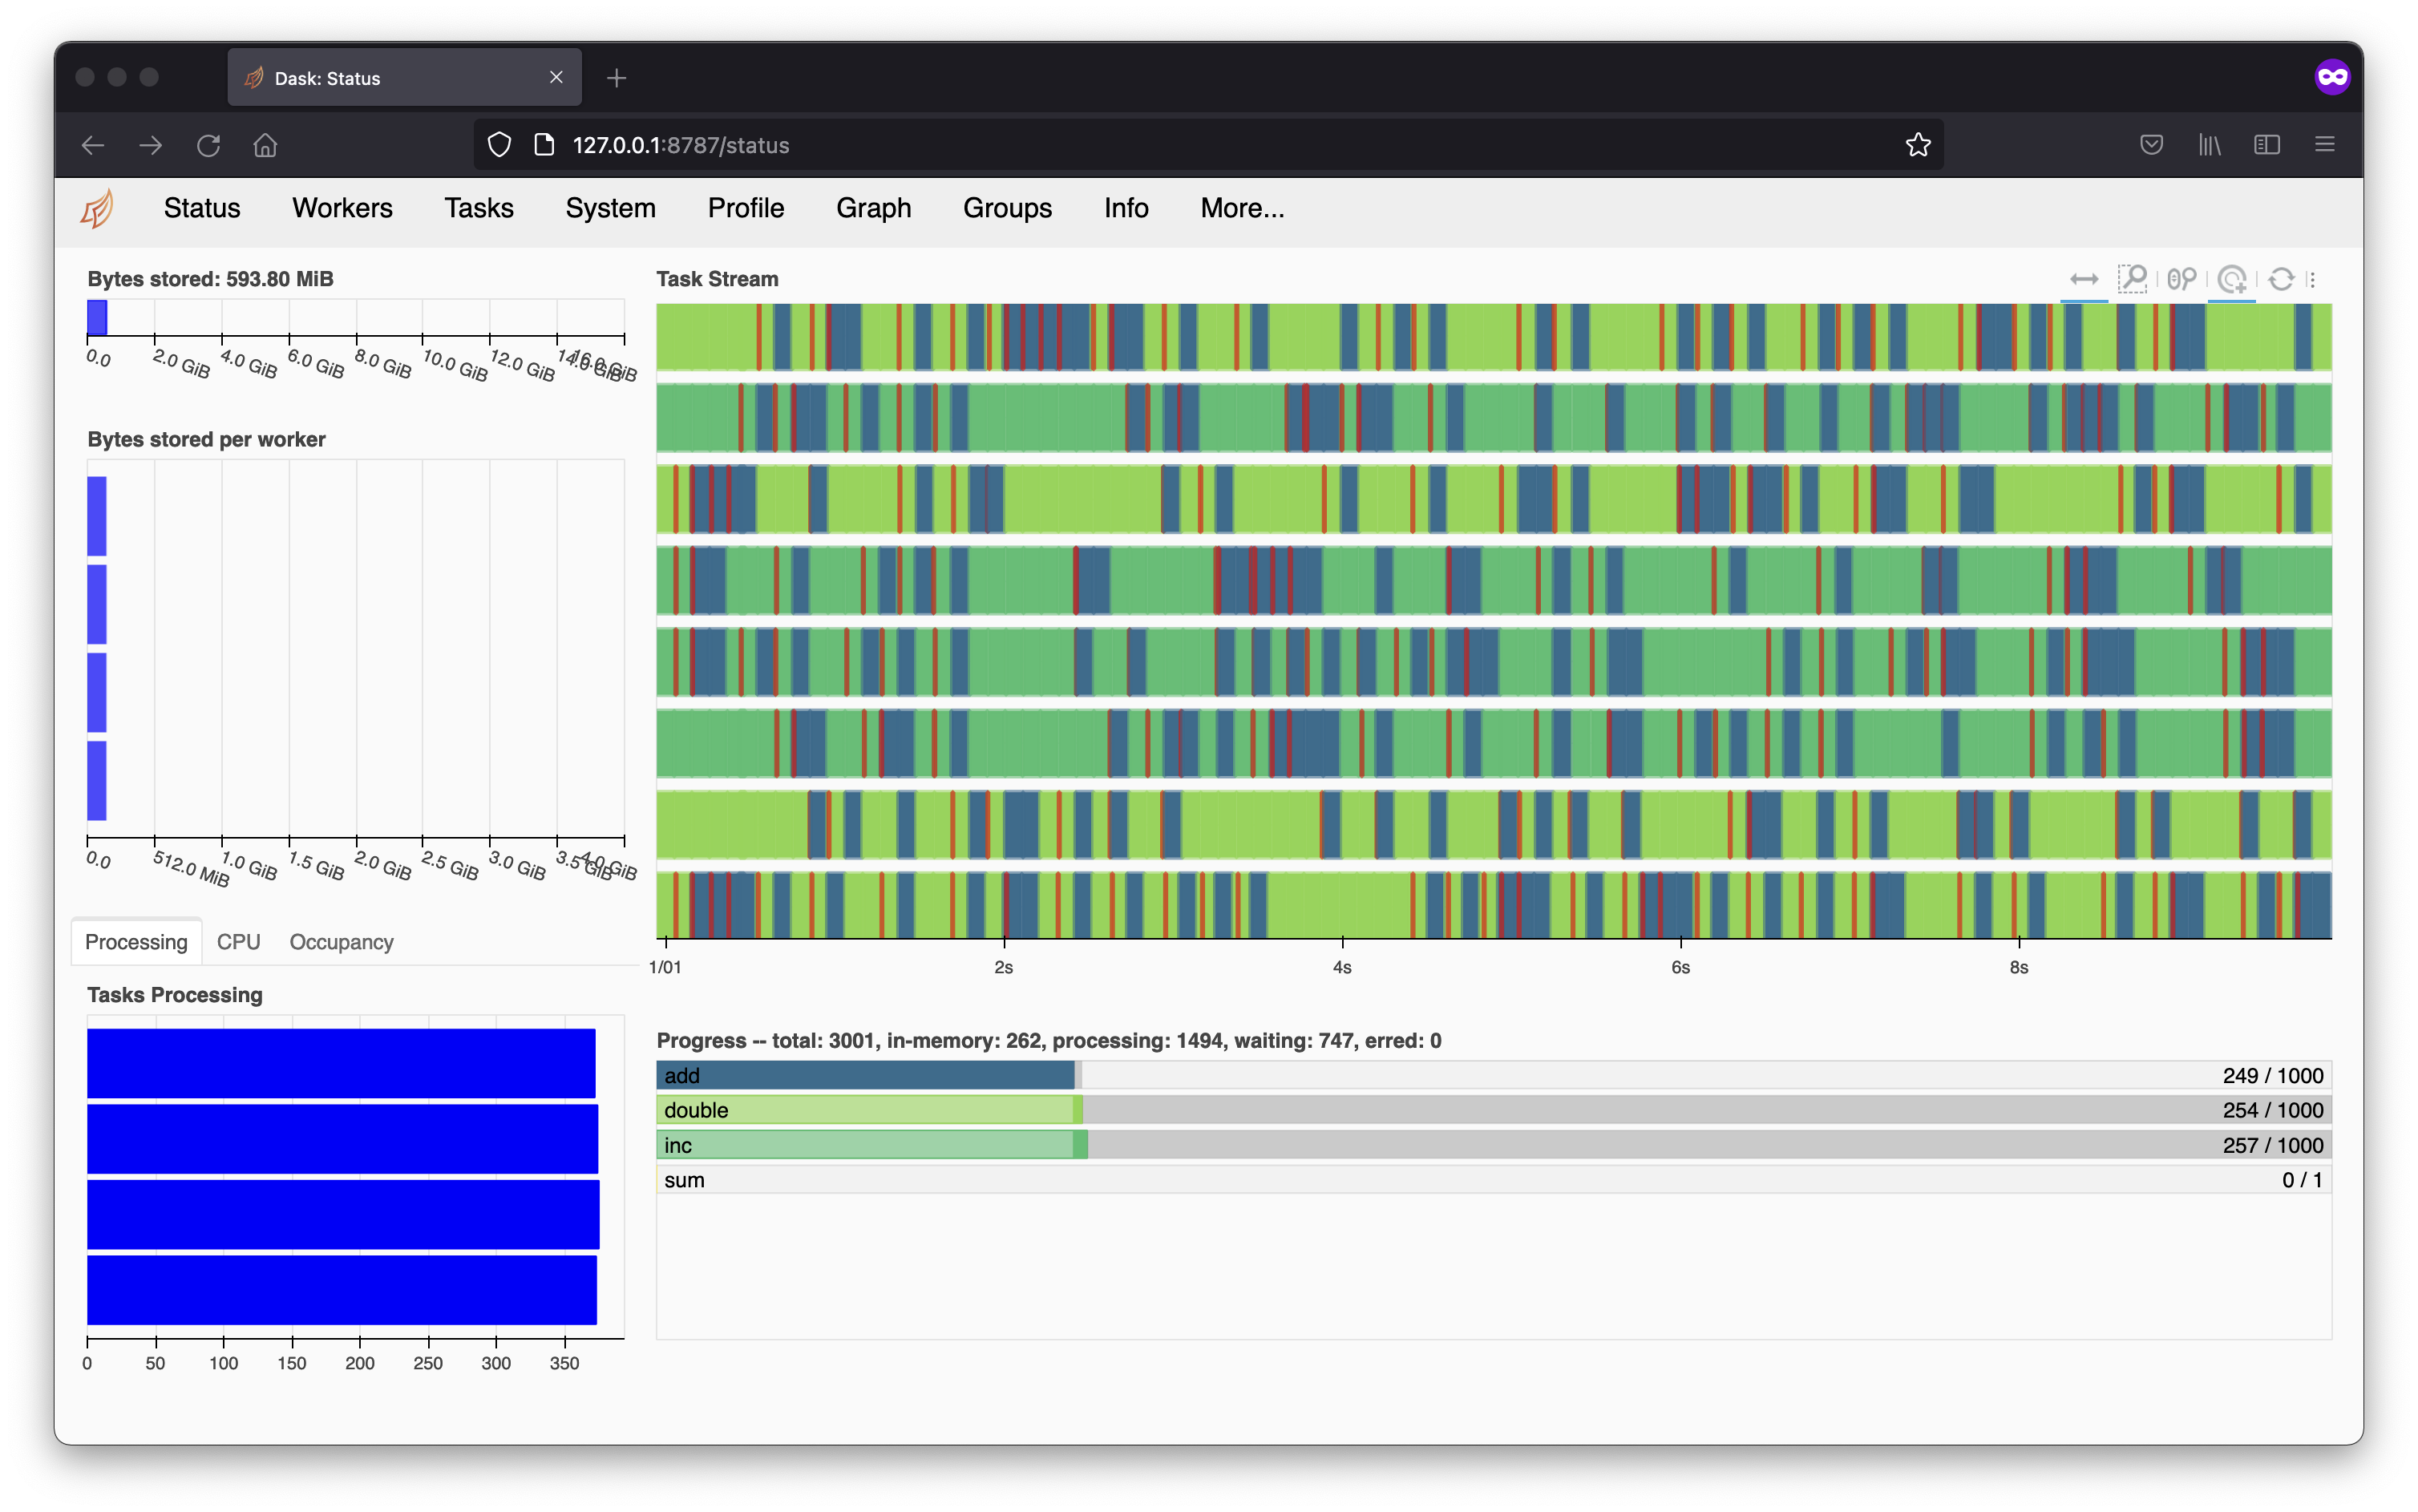 Dask: Status
127.0.0.1:8787/status
Status Workers Tasks System Profile Graph Groups Info More...
Bytes stored: 593.80 MiB
0.0 2.0 GiB 4.0 GiB 6.0 GiB 8.0 GiB 10.0 GiB 12.0 GiB 14.0 GiB 16.0 GiB
Bytes stored per worker
0.0 512.0 MiB 1.0 GiB 1.5 GiB 2.0 GiB 2.5 GiB 3.0 GiB 3.5 GiB 4.0 GiB
Processing CPU Occupancy
Tasks Processing
0 50 100 150 200 250 300 350
Task Stream
1/01 2s 4s 6s 8s
Progress -- total: 3001, in-memory: 262, processing: 1494, waiting: 747, erred: 0
add 249 / 1000
double 254 / 1000
inc 257 / 1000
sum 0 / 1